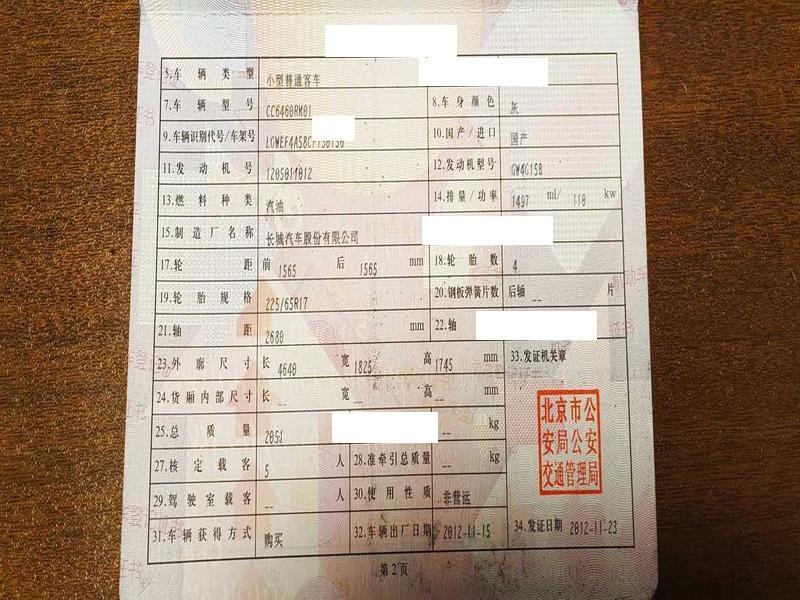 5.车辆类型 小型普通客车
7.车辆型号 CC6460RM01 8.车身颜色 灰
9.车辆识别代号/车架号 10.国产/进口 国产
11.发动机号 1205011012 12.发动机型号 GW4G15B
13.燃料种类 汽油 14.排量/功率 1497 ml/ 110 kw
15.制造厂名称 长城汽车股份有限公司
17.轮距 前 1565 后 1565 mm 18.轮胎数 4
19.轮胎规格 225/65R17 20.钢板弹簧片数 后轴 -- 片
21.轴距 2680 mm 22.轴
23.外廓尺寸 长 4640 宽 1825 高 1745 mm 33.发证机关章
24.货厢内部尺寸 长 -- 宽 -- 高 -- mm
北京市公
安局公安
交通管理局
25.总质量 2051 -- kg
27.核定载客 5 人 28.准牵引总质量 -- kg
29.驾驶室载客 -- 人 30.使用性质 非营运
31.车辆获得方式 购买 32.车辆出厂日期 2012-11-15 34.发证日期 2012-11-23
第2页